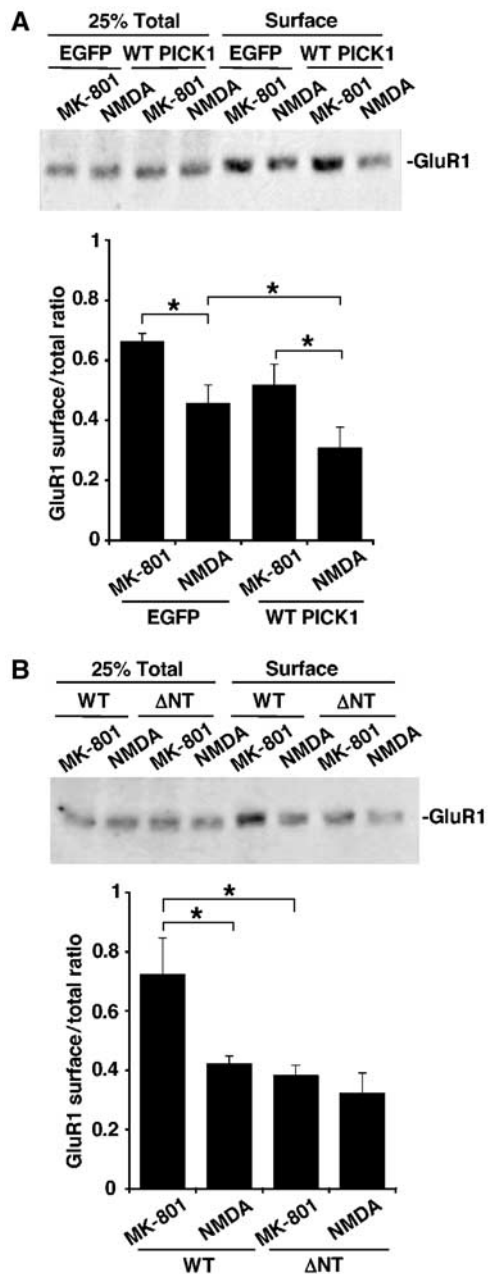 A
25% Total Surface
EGFP WT PICK1 EGFP WT PICK1
MK-801 NMDA MK-801 NMDA MK-801 NMDA MK-801 NMDA
-GluR1
GluR1 surface/total ratio
1
0.8
0.6
0.4
0.2
0
* * *
MK-801 NMDA MK-801 NMDA
EGFP WT PICK1
B
25% Total Surface
WT ΔNT WT ΔNT
MK-801 NMDA MK-801 NMDA MK-801 NMDA MK-801 NMDA
-GluR1
GluR1 surface/total ratio
1
0.8
0.6
0.4
0.2
0
* *
MK-801 NMDA MK-801 NMDA
WT ΔNT